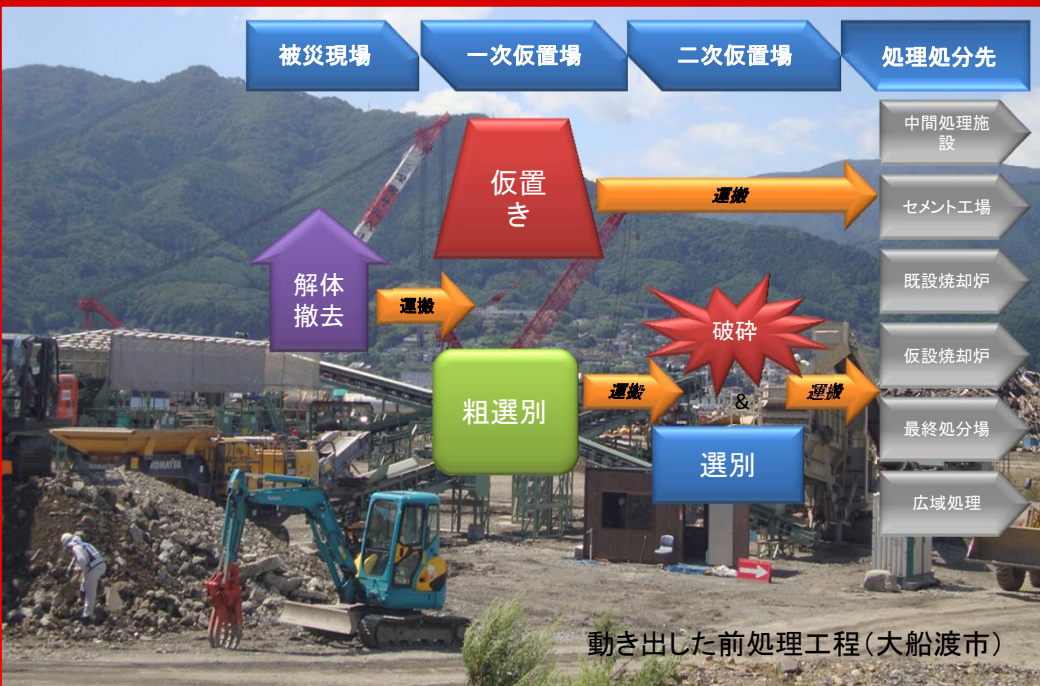 被災現場
一次仮置場
二次仮置場
処理処分先
中間処理施
設
仮置
き
運搬
セメント工場
解体
撤去
運搬
既設焼却炉
破砕
仮設焼却炉
粗選別
運搬
&
運搬
選別
最終処分場
広域処理
KOMATSU
動き出した前処理工程(大船渡市)